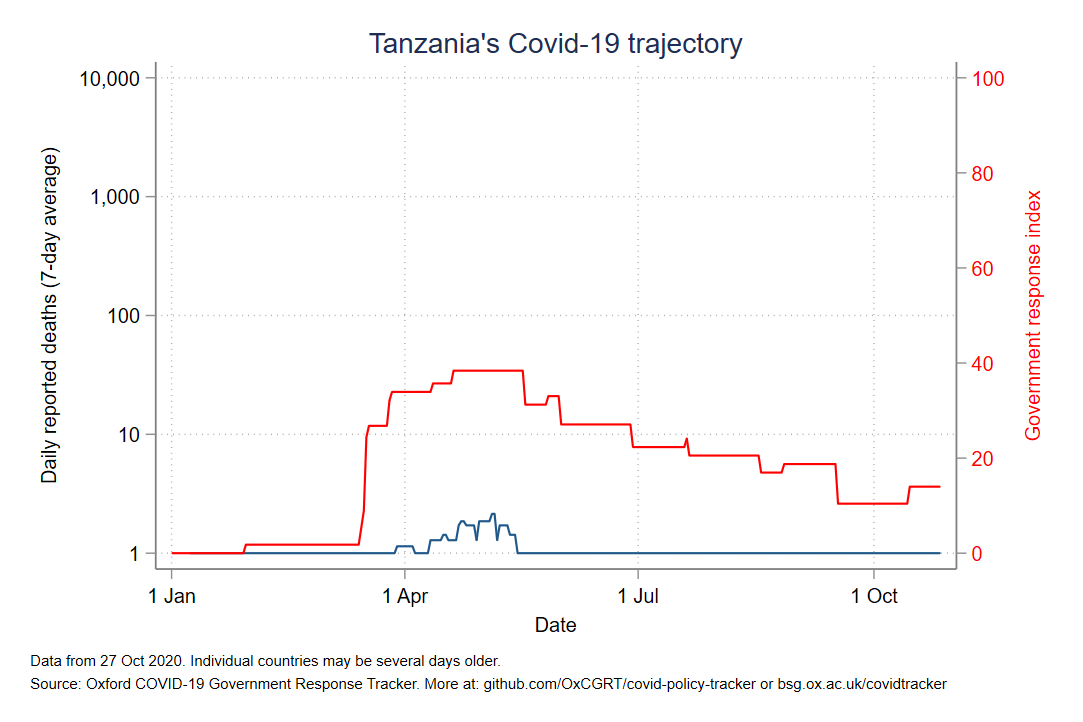 Tanzania's Covid-19 trajectory
10,000
1,000
100
10
1
Daily reported deaths (7-day average)
100
80
60
40
20
0
Government response index
1 Jan
1 Apr
1 Jul
1 Oct
Date
Data from 27 Oct 2020. Individual countries may be several days older.
Source: Oxford COVID-19 Government Response Tracker. More at: github.com/OxCGRT/covid-policy-tracker or bsg.ox.ac.uk/covidtracker